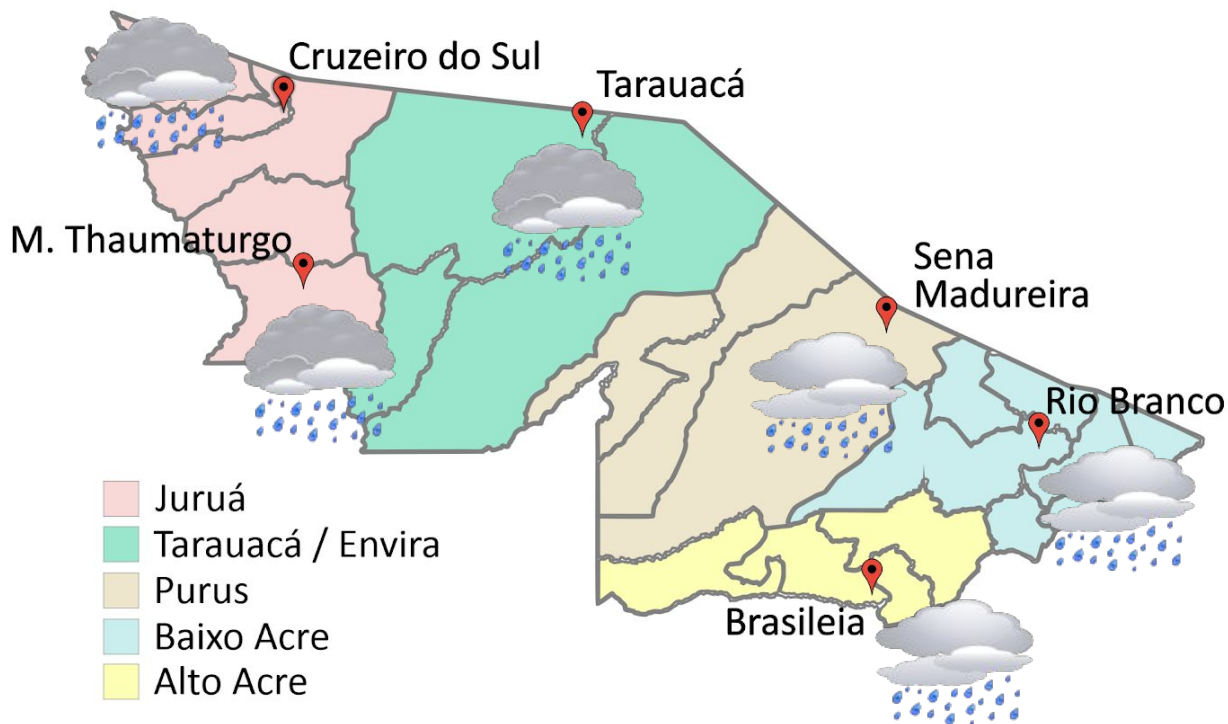 Cruzeiro do Sul
Tarauacá
M. Thaumaturgo
Sena
Madureira
Rio Branco
Brasileia
Juruá
Tarauacá / Envira
Purus
Baixo Acre
Alto Acre